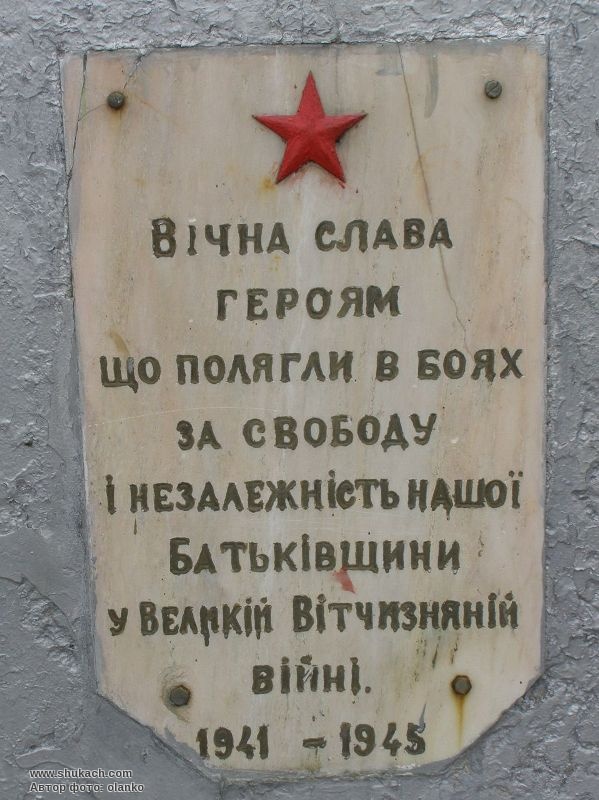 Вічна слава
героям
що полягли в боях
за свободу
і незалежність нашої
Батьківщини
у Великій Вітчизняній
війні.
1941 – 1945
www.shukach.com
Автор фото: olanko